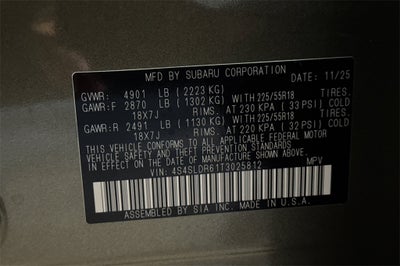 MFD BY SUBARU CORPORATION DATE: 11/25
GVWR: 4901 LB (2223 KG)
GAWR:F 2870 LB (1302 KG) WITH 225/55R18 TIRES.
18X7J RIMS. AT 230 KPA ( 33 PSI) COLD
GAWR:R 2491 LB (1130 KG) WITH 225/55R18 TIRES.
18X7J RIMS. AT 220 KPA ( 32 PSI) COLD
THIS VEHICLE CONFORMS TO ALL APPLICABLE FEDERAL MOTOR
VEHICLE SAFETY AND THEFT PREVENTION STANDARDS
IN EFFECT ON THE DATE OF MANUFACTURE SHOWN ABOVE.
VIN: 4S4SLDR61T3025812 MPV
ASSEMBLED BY SIA INC. MADE IN U.S.A.